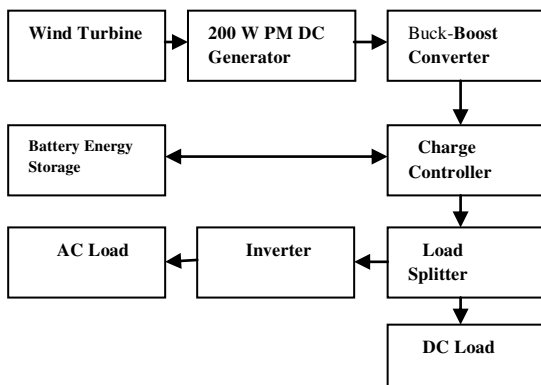 Wind Turbine
200 W PM DC
Generator
Buck-Boost
Converter
Battery Energy
Storage
Charge
Controller
AC Load
Inverter
Load
Splitter
DC Load